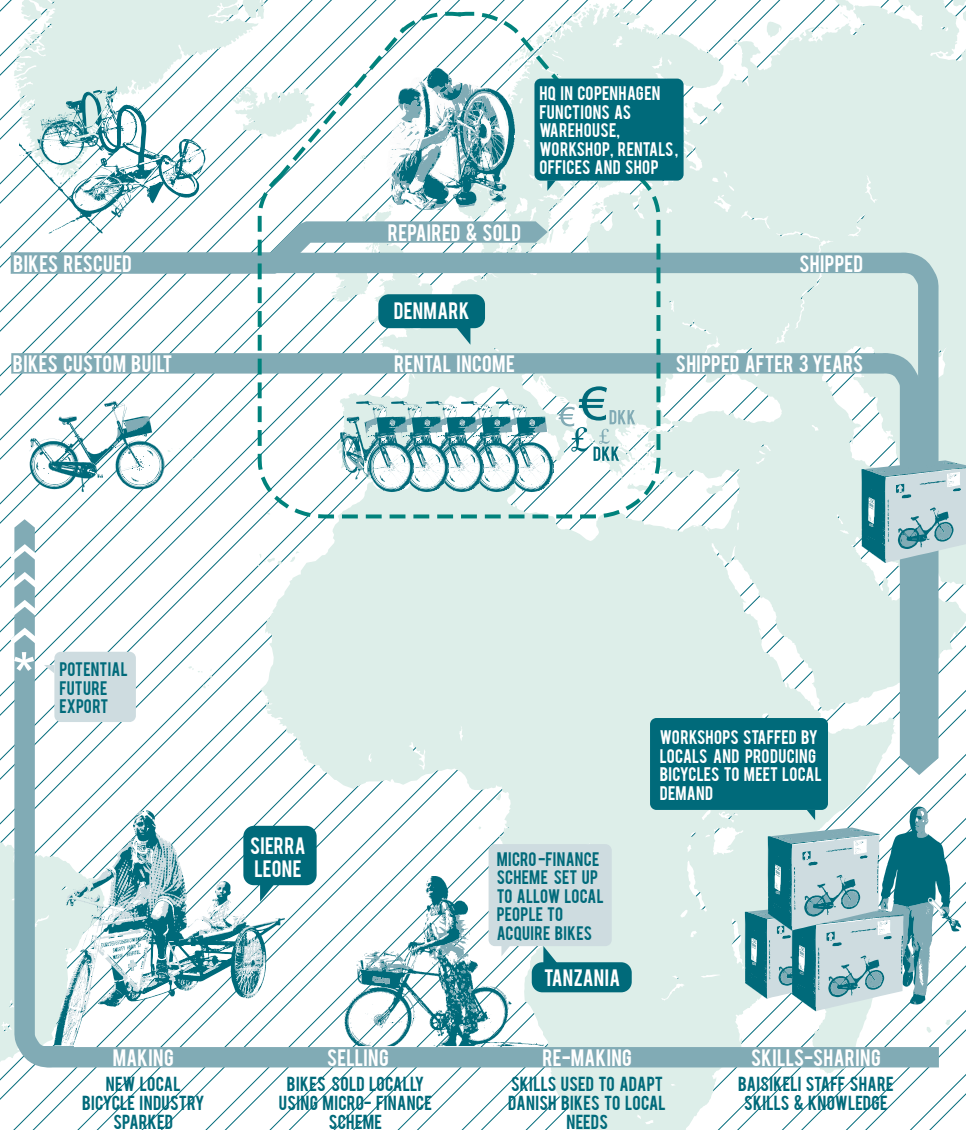 HQ IN COPENHAGEN
FUNCTIONS AS
WAREHOUSE,
WORKSHOP, RENTALS,
OFFICES AND SHOP
REPAIRED & SOLD
BIKES RESCUED
SHIPPED
DENMARK
BIKES CUSTOM BUILT
RENTAL INCOME
SHIPPED AFTER 3 YEARS
€ € DKK
£ £
DKK
*
POTENTIAL
FUTURE
EXPORT
WORKSHOPS STAFFED BY
LOCALS AND PRODUCING
BICYCLES TO MEET LOCAL
DEMAND
SIERRA
LEONE
MICRO-FINANCE
SCHEME SET UP
TO ALLOW LOCAL
PEOPLE TO
ACQUIRE BIKES
TANZANIA
MAKING
NEW LOCAL
BICYCLE INDUSTRY
SPARKED
SELLING
BIKES SOLD LOCALLY
USING MICRO- FINANCE
SCHEME
RE-MAKING
SKILLS USED TO ADAPT
DANISH BIKES TO LOCAL
NEEDS
SKILLS-SHARING
BAISIKELI STAFF SHARE
SKILLS & KNOWLEDGE